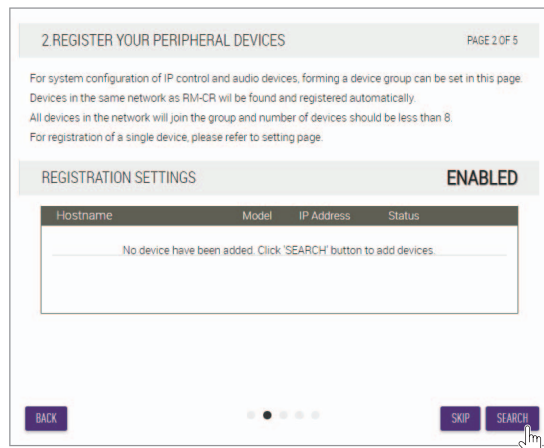 2.REGISTER YOUR PERIPHERAL DEVICES PAGE 2 OF 5
For system configuration of IP control and audio devices, forming a device group can be set in this page.
Devices in the same network as RM-CR wil be found and registered automatically.
All devices in the network will join the group and number of devices should be less than 8.
For registration of a single device, please refer to setting page.
REGISTRATION SETTINGS ENABLED
Hostname Model IP Address Status
No device have been added. Click 'SEARCH' button to add devices.
BACK SKIP SEARCH